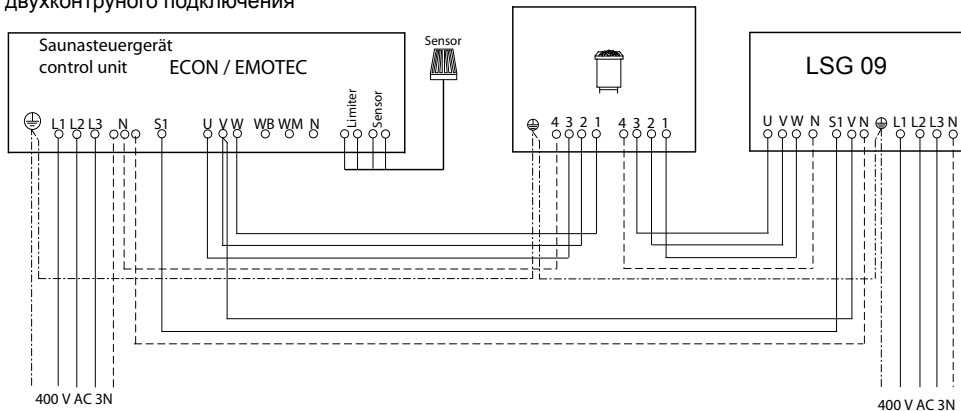 двухконтруного подключения
Saunasteuergerät
control unit ECON / EMOTEC
Sensor
LSG 09
L1 L2 L3 N S1 U V W WB WM N Limiter Sensor
4 3 2 1 4 3 2 1
U V W N S1 V N L1 L2 L3 N
400 V AC 3N
400 V AC 3N